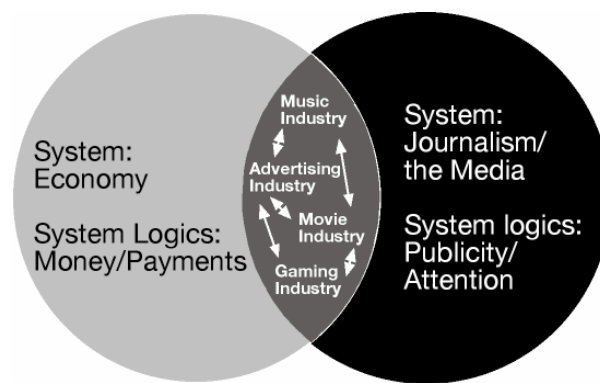 System:
Economy
System Logics:
Money/Payments
Music
Industry
Advertising
Industry
Movie
Industry
Gaming
Industry
System:
Journalism/
the Media
System logics:
Publicity/
Attention